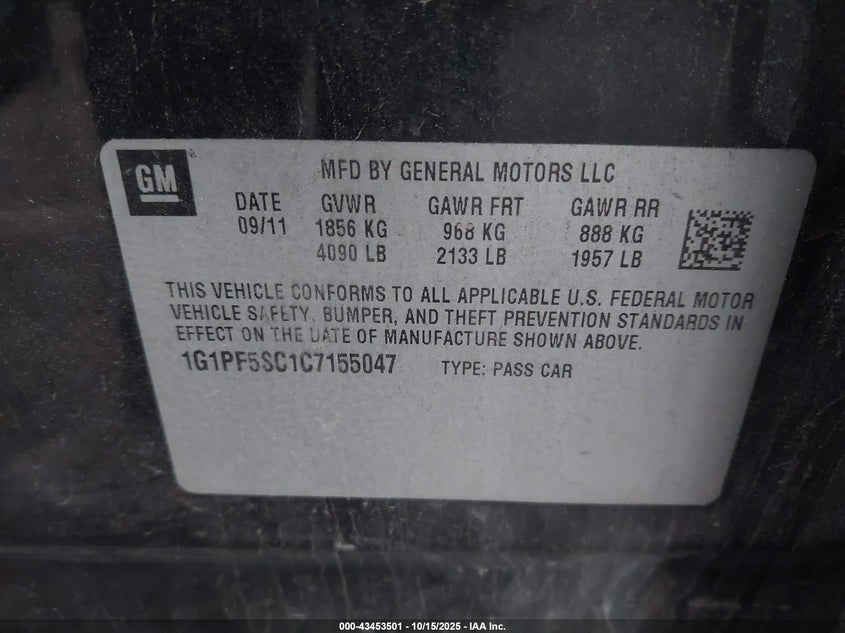 GM
MFD BY GENERAL MOTORS LLC
DATE GVWR GAWR FRT GAWR RR
09/11 1856 KG 968 KG 888 KG
4090 LB 2133 LB 1957 LB
THIS VEHICLE CONFORMS TO ALL APPLICABLE U.S. FEDERAL MOTOR
VEHICLE SAFETY, BUMPER, AND THEFT PREVENTION STANDARDS IN
EFFECT ON THE DATE OF MANUFACTURE SHOWN ABOVE.
1G1PF5SC1C7155047 TYPE: PASS CAR
000-43453501 - 10/15/2025 - IAA Inc.